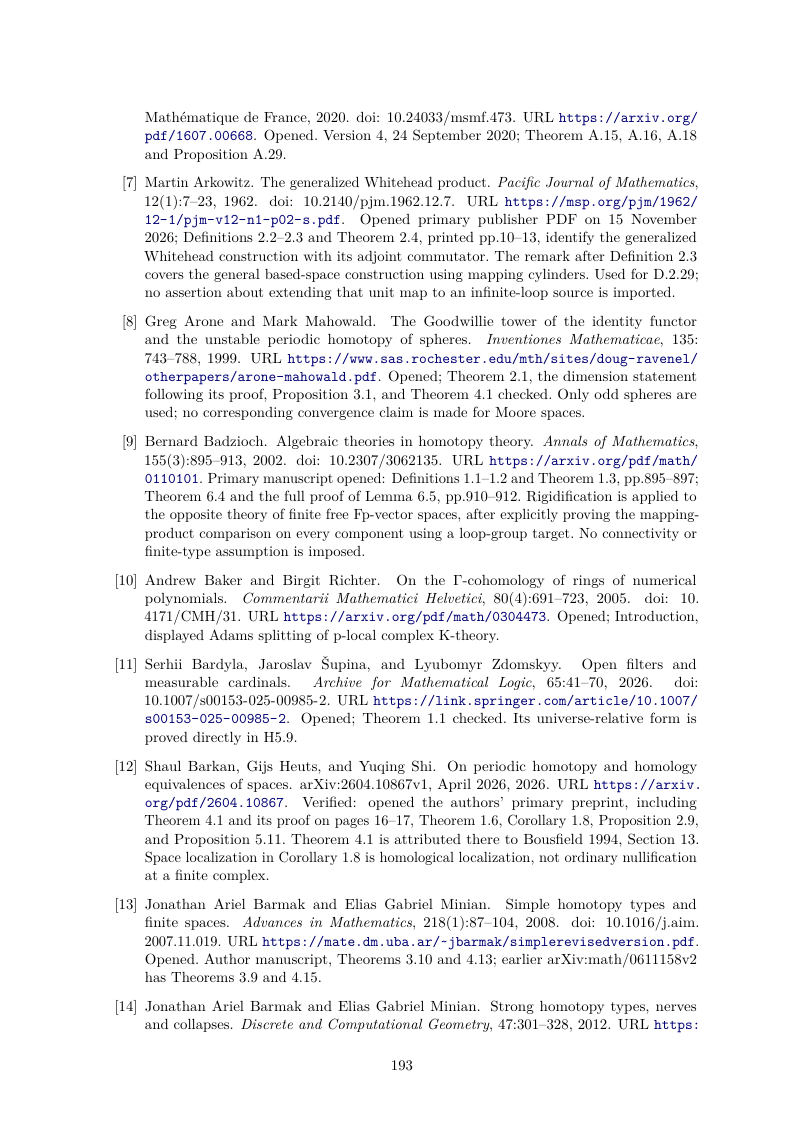 Mathématique de France, 2020. doi: 10.24033/msmf.473. URL https://arxiv.org/
pdf/1607.00668. Opened. Version 4, 24 September 2020; Theorem A.15, A.16, A.18
and Proposition A.29.
[7] Martin Arkowitz. The generalized Whitehead product. Pacific Journal of Mathematics,
12(1):7–23, 1962. doi: 10.2140/pjm.1962.12.7. URL https://msp.org/pjm/1962/
12-1/pjm-v12-n1-p02-s.pdf. Opened primary publisher PDF on 15 November
2026; Definitions 2.2–2.3 and Theorem 2.4, printed pp.10–13, identify the generalized
Whitehead construction with its adjoint commutator. The remark after Definition 2.3
covers the general based-space construction using mapping cylinders. Used for D.2.29;
no assertion about extending that unit map to an infinite-loop source is imported.
[8] Greg Arone and Mark Mahowald. The Goodwillie tower of the identity functor
and the unstable periodic homotopy of spheres. Inventiones Mathematicae, 135:
743–788, 1999. URL https://www.sas.rochester.edu/mth/sites/doug-ravenel/
otherpapers/arone-mahowald.pdf. Opened; Theorem 2.1, the dimension statement
following its proof, Proposition 3.1, and Theorem 4.1 checked. Only odd spheres are
used; no corresponding convergence claim is made for Moore spaces.
[9] Bernard Badzioch. Algebraic theories in homotopy theory. Annals of Mathematics,
155(3):895–913, 2002. doi: 10.2307/3062135. URL https://arxiv.org/pdf/math/
0110101. Primary manuscript opened: Definitions 1.1–1.2 and Theorem 1.3, pp.895–897;
Theorem 6.4 and the full proof of Lemma 6.5, pp.910–912. Rigidification is applied to
the opposite theory of finite free Fp-vector spaces, after explicitly proving the mapping-
product comparison on every component using a loop-group target. No connectivity or
finite-type assumption is imposed.
[10] Andrew Baker and Birgit Richter. On the Γ-cohomology of rings of numerical
polynomials. Commentarii Mathematici Helvetici, 80(4):691–723, 2005. doi: 10.
4171/CMH/31. URL https://arxiv.org/pdf/math/0304473. Opened; Introduction,
displayed Adams splitting of p-local complex K-theory.
[11] Serhii Bardyla, Jaroslav Šupina, and Lyubomyr Zdomskyy. Open filters and
measurable cardinals. Archive for Mathematical Logic, 65:41–70, 2026. doi:
10.1007/s00153-025-00985-2. URL https://link.springer.com/article/10.1007/
s00153-025-00985-2. Opened; Theorem 1.1 checked. Its universe-relative form is
proved directly in H5.9.
[12] Shaul Barkan, Gijs Heuts, and Yuqing Shi. On periodic homotopy and homology
equivalences of spaces. arXiv:2604.10867v1, April 2026, 2026. URL https://arxiv.
org/pdf/2604.10867. Verified: opened the authors' primary preprint, including
Theorem 4.1 and its proof on pages 16–17, Theorem 1.6, Corollary 1.8, Proposition 2.9,
and Proposition 5.11. Theorem 4.1 is attributed there to Bousfield 1994, Section 13.
Space localization in Corollary 1.8 is homological localization, not ordinary nullification
at a finite complex.
[13] Jonathan Ariel Barmak and Elias Gabriel Minian. Simple homotopy types and
finite spaces. Advances in Mathematics, 218(1):87–104, 2008. doi: 10.1016/j.aim.
2007.11.019. URL https://mate.dm.uba.ar/~jbarmak/simplerevisedversion.pdf.
Opened. Author manuscript, Theorems 3.10 and 4.13; earlier arXiv:math/0611158v2
has Theorems 3.9 and 4.15.
[14] Jonathan Ariel Barmak and Elias Gabriel Minian. Strong homotopy types, nerves
and collapses. Discrete and Computational Geometry, 47:301–328, 2012. URL https:
193